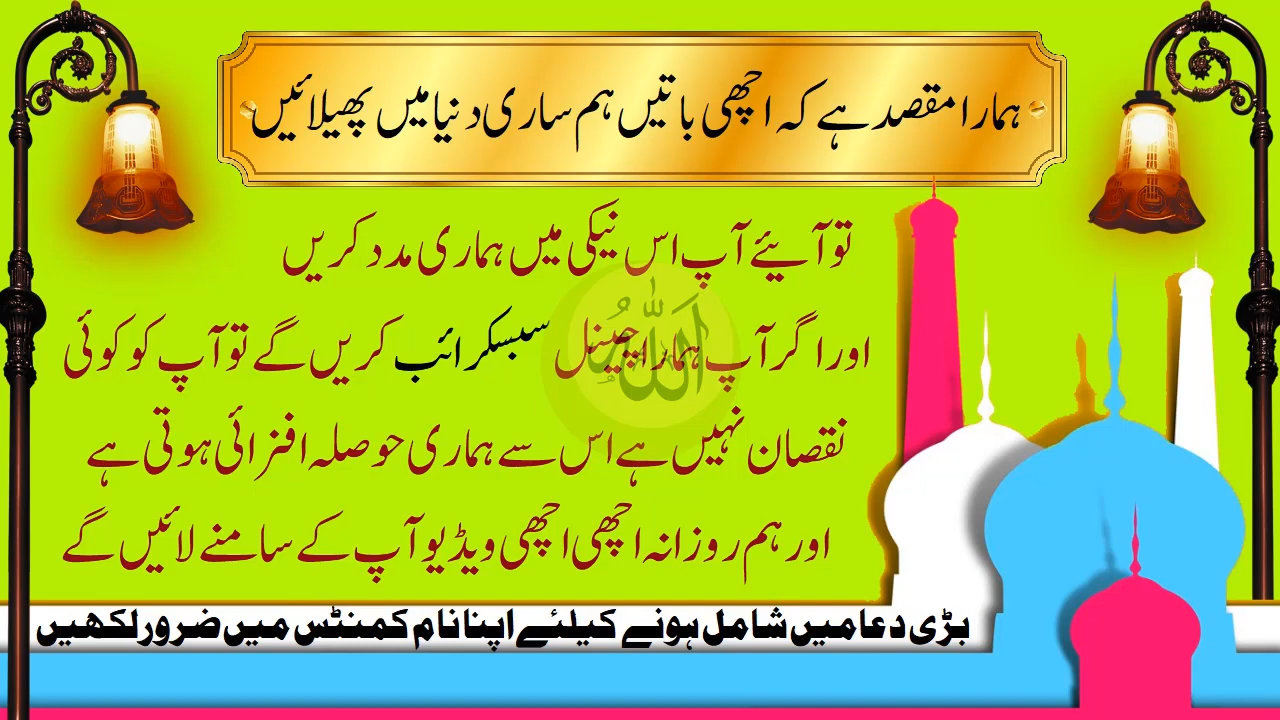 ہمارا مقصد ہے کہ اچھی باتیں ہم ساری دنیا میں پھیلائیں
تو آیئے آپ اس نیکی میں ہماری مدد کریں
اور اگر آپ ہمارا چینل سبسکرائب کریں گے تو آپ کو کوئی
نقصان نہیں ہے اس سے ہماری حوصلہ افزائی ہوتی ہے
اور ہم روزانہ اچھی اچھی ویڈیو آپ کے سامنے لائیں گے
اللہ
بڑی دعا میں شامل ہونے کیلئے اپنا نام کمنٹس میں ضرور لکھیں